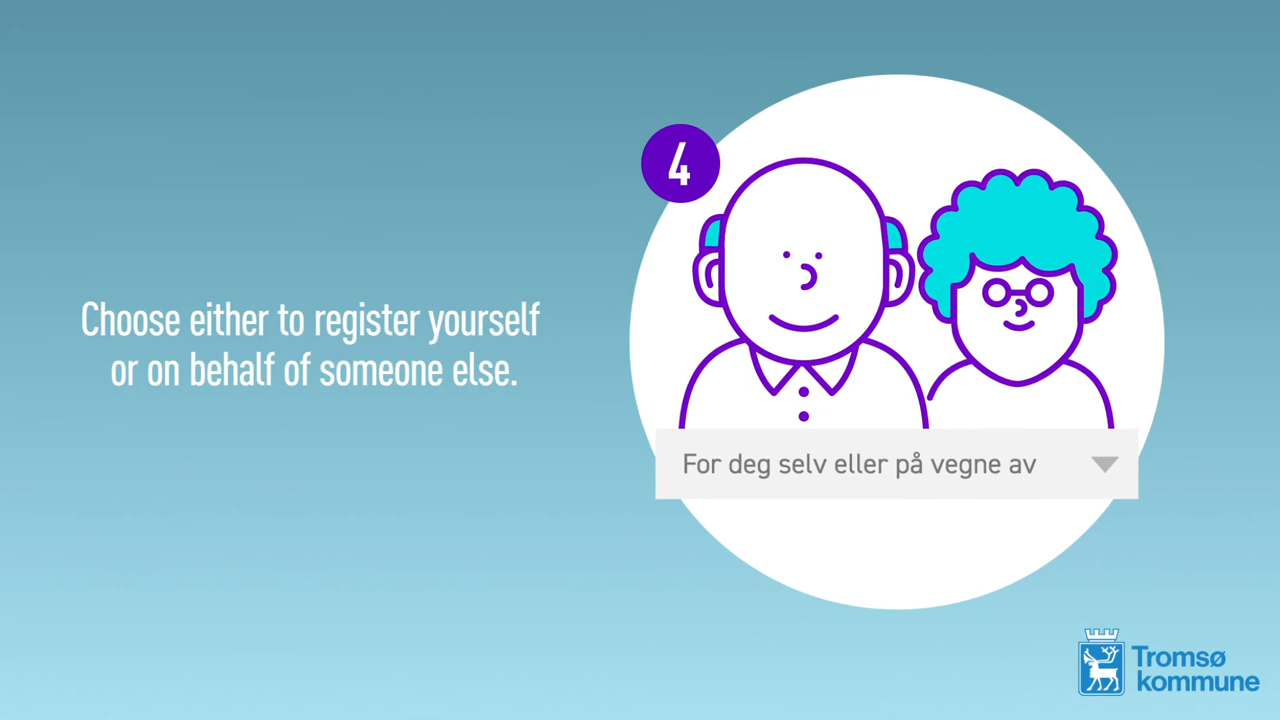 4
Choose either to register yourself
or on behalf of someone else.
For deg selv eller på vegne av
Tromsø
kommune